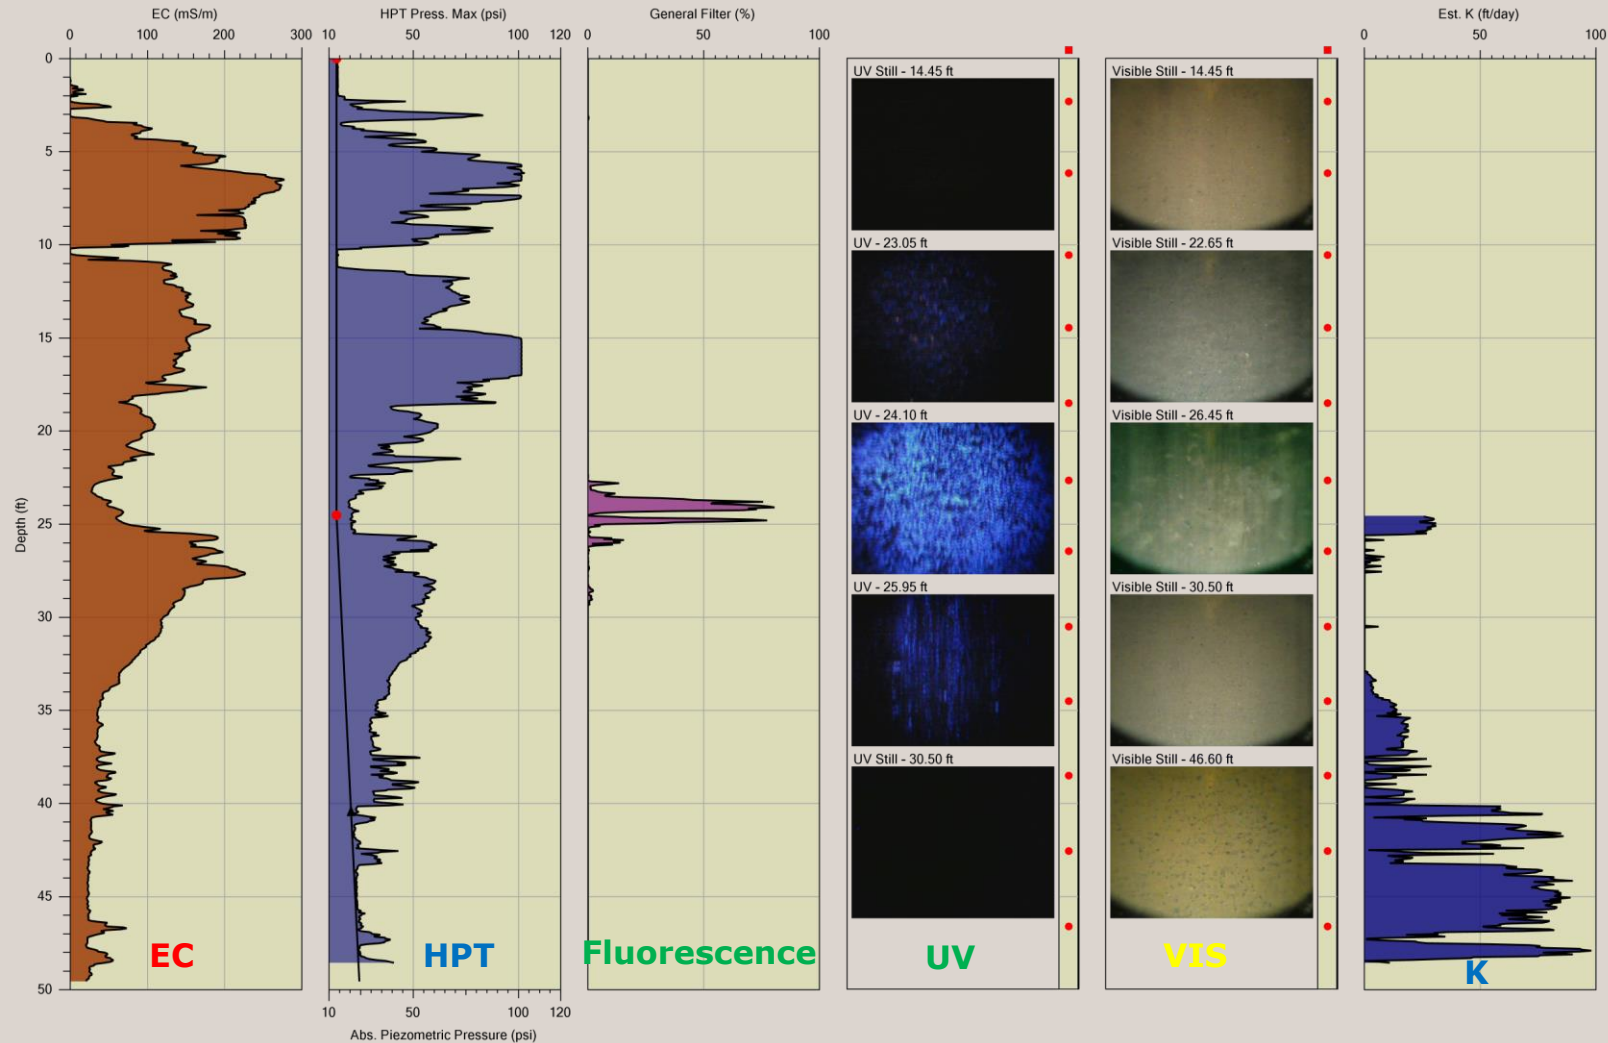 EC (mS/m)
0 100 200 300
HPT Press. Max (psi)
10 50 100 120
General Filter (%)
0 50 100
Est. K (ft/day)
0 50 100
Depth (ft)
0
5
10
15
20
25
30
35
40
45
50
UV Still - 14.45 ft
UV - 23.05 ft
UV - 24.10 ft
UV - 25.95 ft
UV Still - 30.50 ft
Visible Still - 14.45 ft
Visible Still - 22.65 ft
Visible Still - 26.45 ft
Visible Still - 30.50 ft
Visible Still - 46.60 ft
EC
HPT
Fluorescence
UV
VIS
K
10 50 100 120
Abs. Piezometric Pressure (psi)